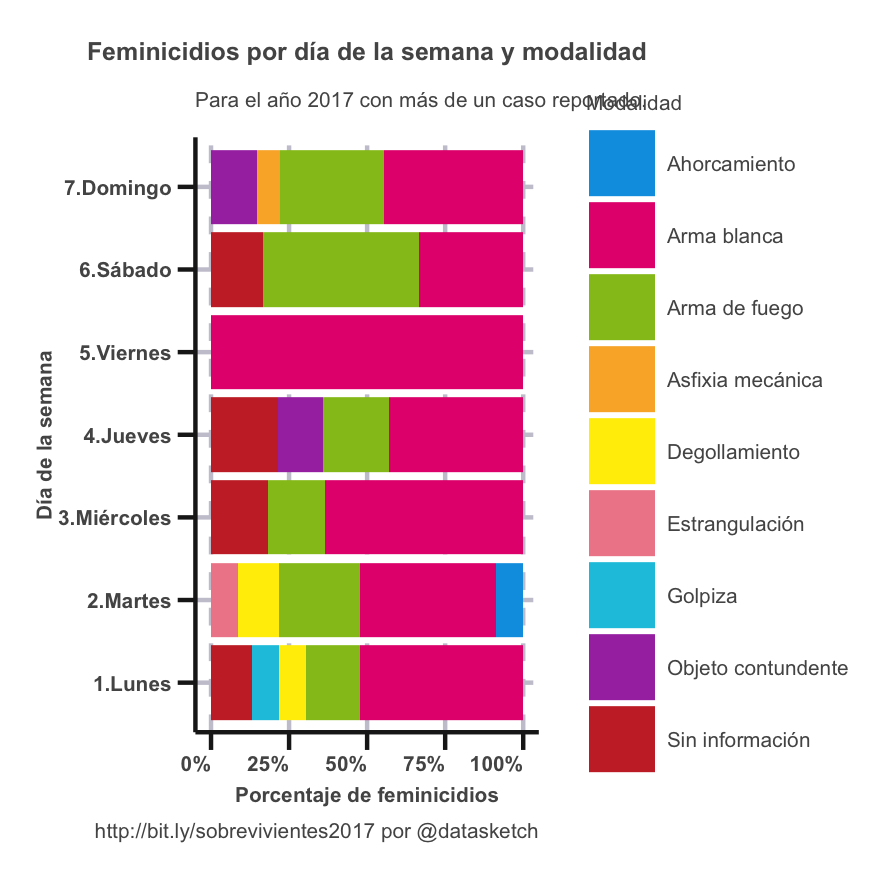 Feminicidios por día de la semana y modalidad
Para el año 2017 con más de un caso reportado.
Modalidad
Ahorcamiento
Arma blanca
Arma de fuego
Asfixia mecánica
Degollamiento
Estrangulación
Golpiza
Objeto contundente
Sin información
Día de la semana
7.Domingo
6.Sábado
5.Viernes
4.Jueves
3.Miércoles
2.Martes
1.Lunes
0% 25% 50% 75% 100%
Porcentaje de feminicidios
http://bit.ly/sobrevivientes2017 por @datasketch